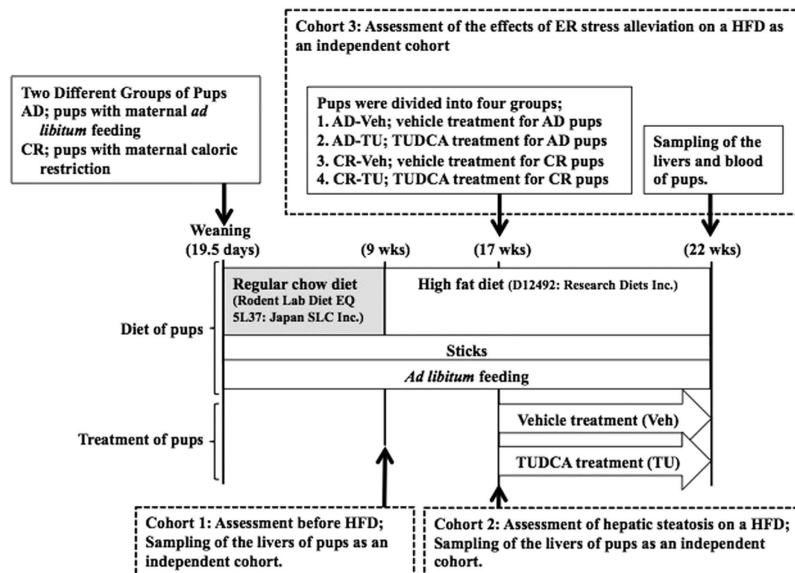 Cohort 3: Assessment of the effects of ER stress alleviation on a HFD as
an independent cohort
Two Different Groups of Pups
AD; pups with maternal ad
libitum feeding
CR; pups with maternal caloric
restriction
Pups were divided into four groups;
1. AD-Veh; vehicle treatment for AD pups
2. AD-TU; TUDCA treatment for AD pups
3. CR-Veh; vehicle treatment for CR pups
4. CR-TU; TUDCA treatment for CR pups
Sampling of the
livers and blood
of pups.
Weaning
(19.5 days)
(9 wks)
(17 wks)
(22 wks)
Diet of pups
Regular chow diet
(Rodent Lab Diet EQ
5L37: Japan SLC Inc.)
High fat diet (D12492: Research Diets Inc.)
Sticks
Ad libitum feeding
Treatment of pups
Vehicle treatment (Veh)
TUDCA treatment (TU)
Cohort 1: Assessment before HFD;
Sampling of the livers of pups as an
independent cohort.
Cohort 2: Assessment of hepatic steatosis on a HFD;
Sampling of the livers of pups as an independent
cohort.